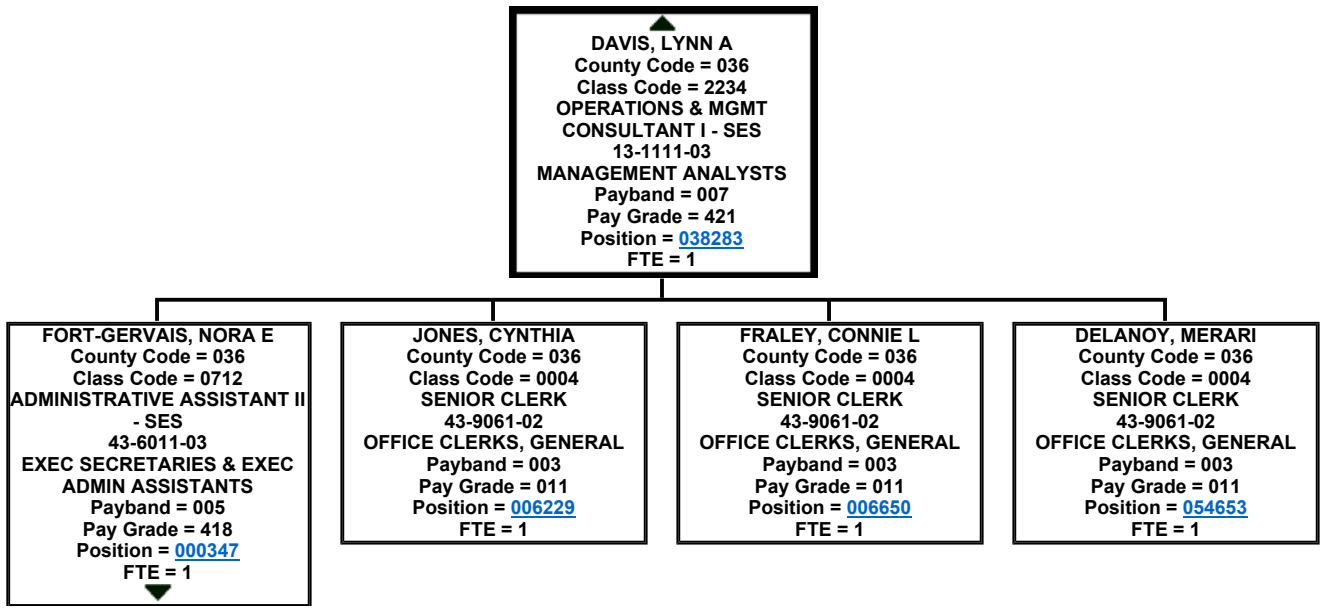 DAVIS, LYNN A
County Code = 036
Class Code = 2234
OPERATIONS & MGMT
CONSULTANT I - SES
13-1111-03
MANAGEMENT ANALYSTS
Payband = 007
Pay Grade = 421
Position = 038283
FTE = 1
FORT-GERVAIS, NORA E
County Code = 036
Class Code = 0712
ADMINISTRATIVE ASSISTANT II
- SES
43-6011-03
EXEC SECRETARIES & EXEC
ADMIN ASSISTANTS
Payband = 005
Pay Grade = 418
Position = 000347
FTE = 1
JONES, CYNTHIA
County Code = 036
Class Code = 0004
SENIOR CLERK
43-9061-02
OFFICE CLERKS, GENERAL
Payband = 003
Pay Grade = 011
Position = 006229
FTE = 1
FRALEY, CONNIE L
County Code = 036
Class Code = 0004
SENIOR CLERK
43-9061-02
OFFICE CLERKS, GENERAL
Payband = 003
Pay Grade = 011
Position = 006650
FTE = 1
DELANOY, MERARI
County Code = 036
Class Code = 0004
SENIOR CLERK
43-9061-02
OFFICE CLERKS, GENERAL
Payband = 003
Pay Grade = 011
Position = 054653
FTE = 1